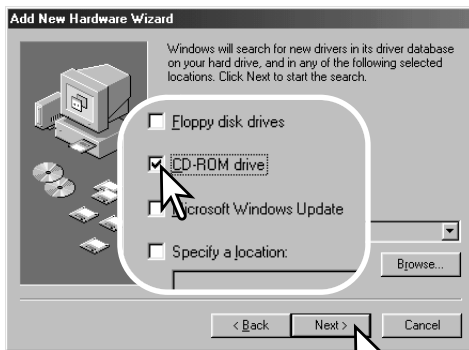 Add New Hardware Wizard
Windows will search for new drivers in its driver database
on your hard drive, and in any of the following selected
locations. Click Next to start the search.
Floppy disk drives
CD-ROM drive
Microsoft Windows Update
Specify a location:
Browse...
< Back
Next >
Cancel